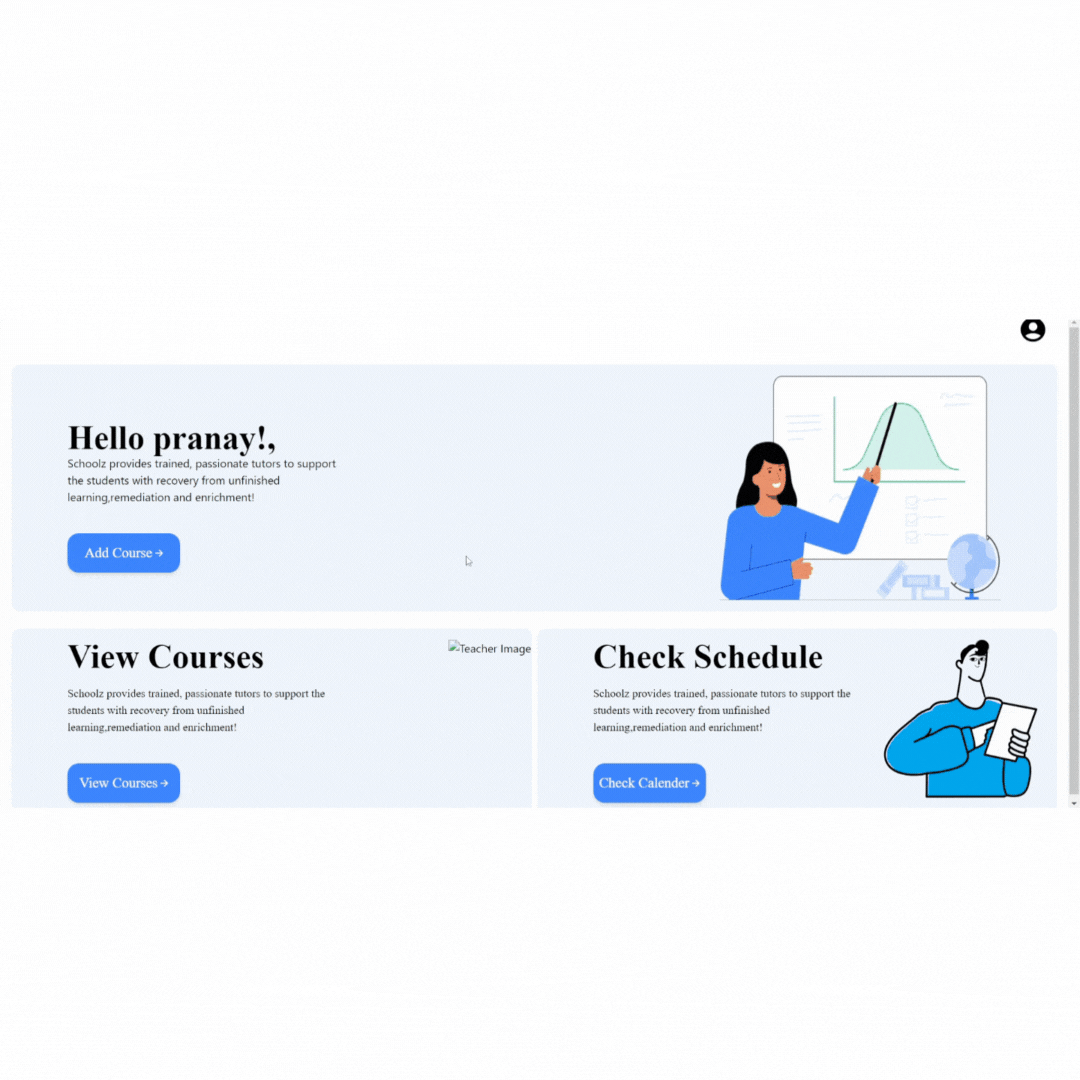 Hello pranay!,
Schoolz provides trained, passionate tutors to support
the students with recovery from unfinished
learning,remediation and enrichment!
Add Course →
View Courses
Teacher Image
Schoolz provides trained, passionate tutors to support the
students with recovery from unfinished
learning,remediation and enrichment!
View Courses →
Check Schedule
Schoolz provides trained, passionate tutors to support the
students with recovery from unfinished
learning,remediation and enrichment!
Check Calender →